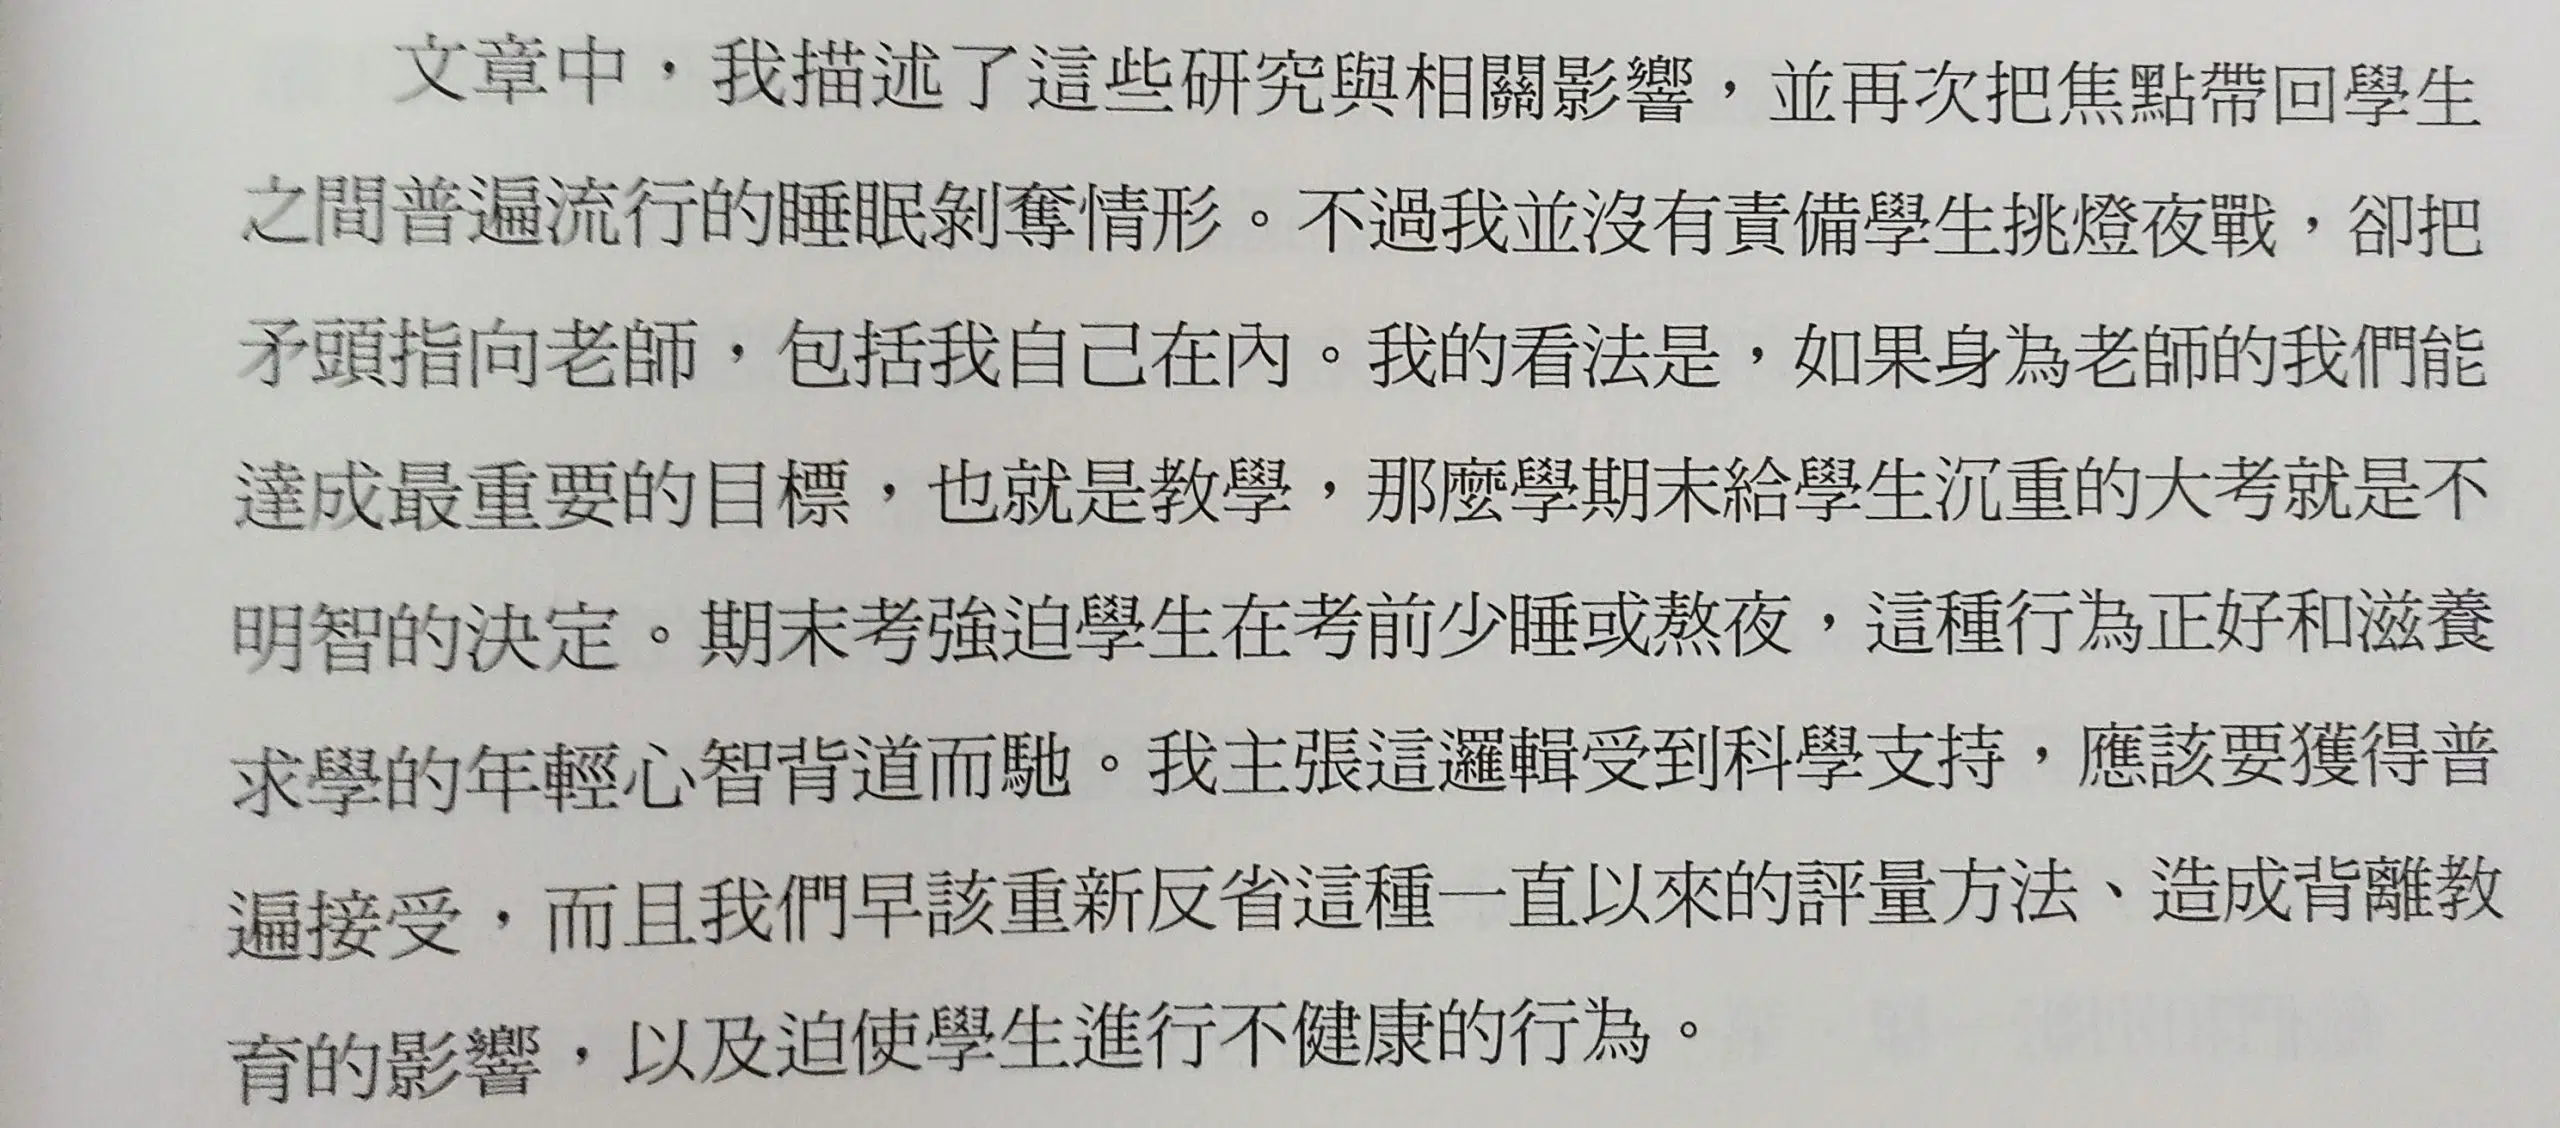 文章中，我描述了這些研究與相關影響，並再次把焦點帶回學生
之間普遍流行的睡眠剝奪情形。不過我並沒有責備學生挑燈夜戰，卻把
矛頭指向老師，包括我自己在內。我的看法是，如果身為老師的我們能
達成最重要的目標，也就是教學，那麼學期末給學生沉重的大考就是不
明智的決定。期末考強迫學生在考前少睡或熬夜，這種行為正好和滋養
求學的年輕心智背道而馳。我主張這邏輯受到科學支持，應該要獲得普
遍接受，而且我們早該重新反省這種一直以來的評量方法、造成背離教
育的影響，以及迫使學生進行不健康的行為。